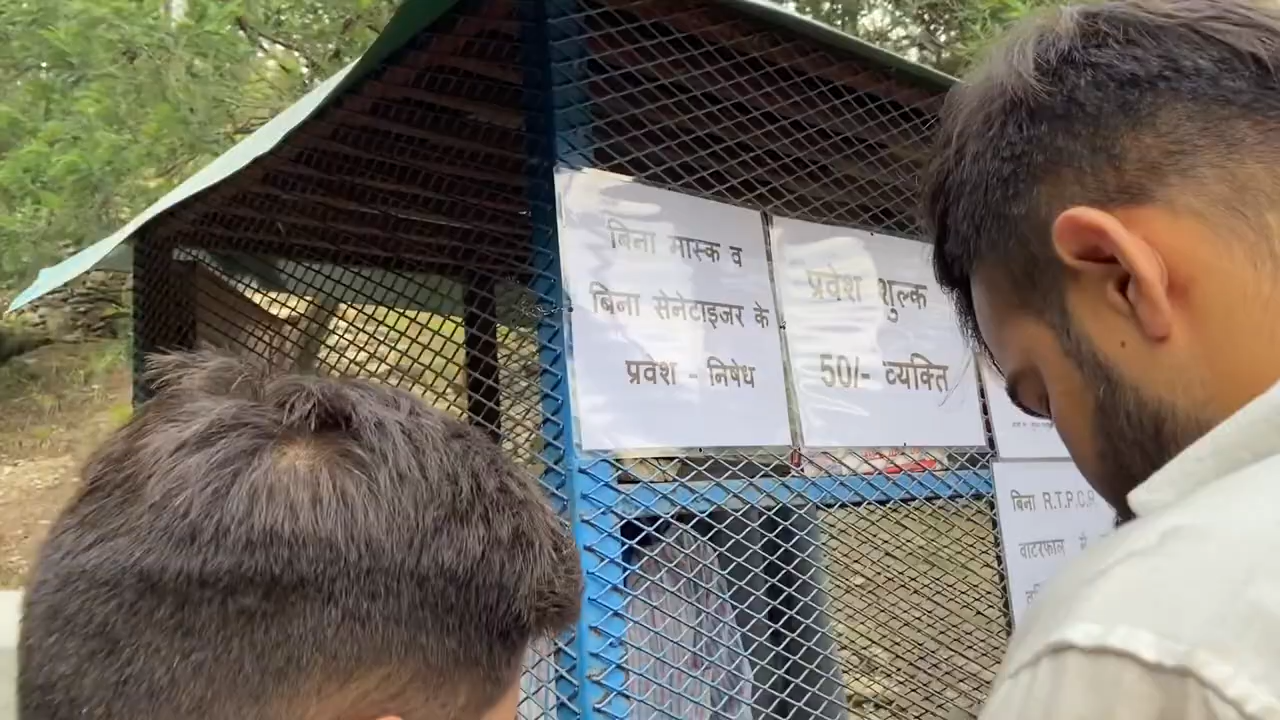 बिना मास्क व
बिना सेनेटाइजर के
प्रवेश - निषेध
प्रवेश शुल्क
50/- व्यक्ति
बिना R.T.P.C.R
वाटरफाल में